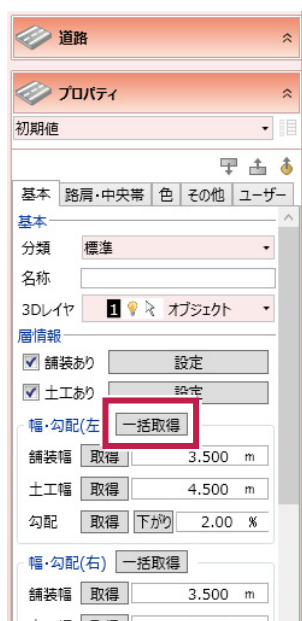 道路
プロパティ
初期値
基本 路肩・中央帯 色 その他 ユーザー
基本
分類 標準
名称
3Dレイヤ 1 オブジェクト
層情報
舗装あり 設定
土工あり 設定
幅・勾配(左 一括取得
舗装幅 取得 3.500 m
土工幅 取得 4.500 m
勾配 取得 下がり 2.00 %
幅・勾配(右) 一括取得
舗装幅 取得 3.500 m